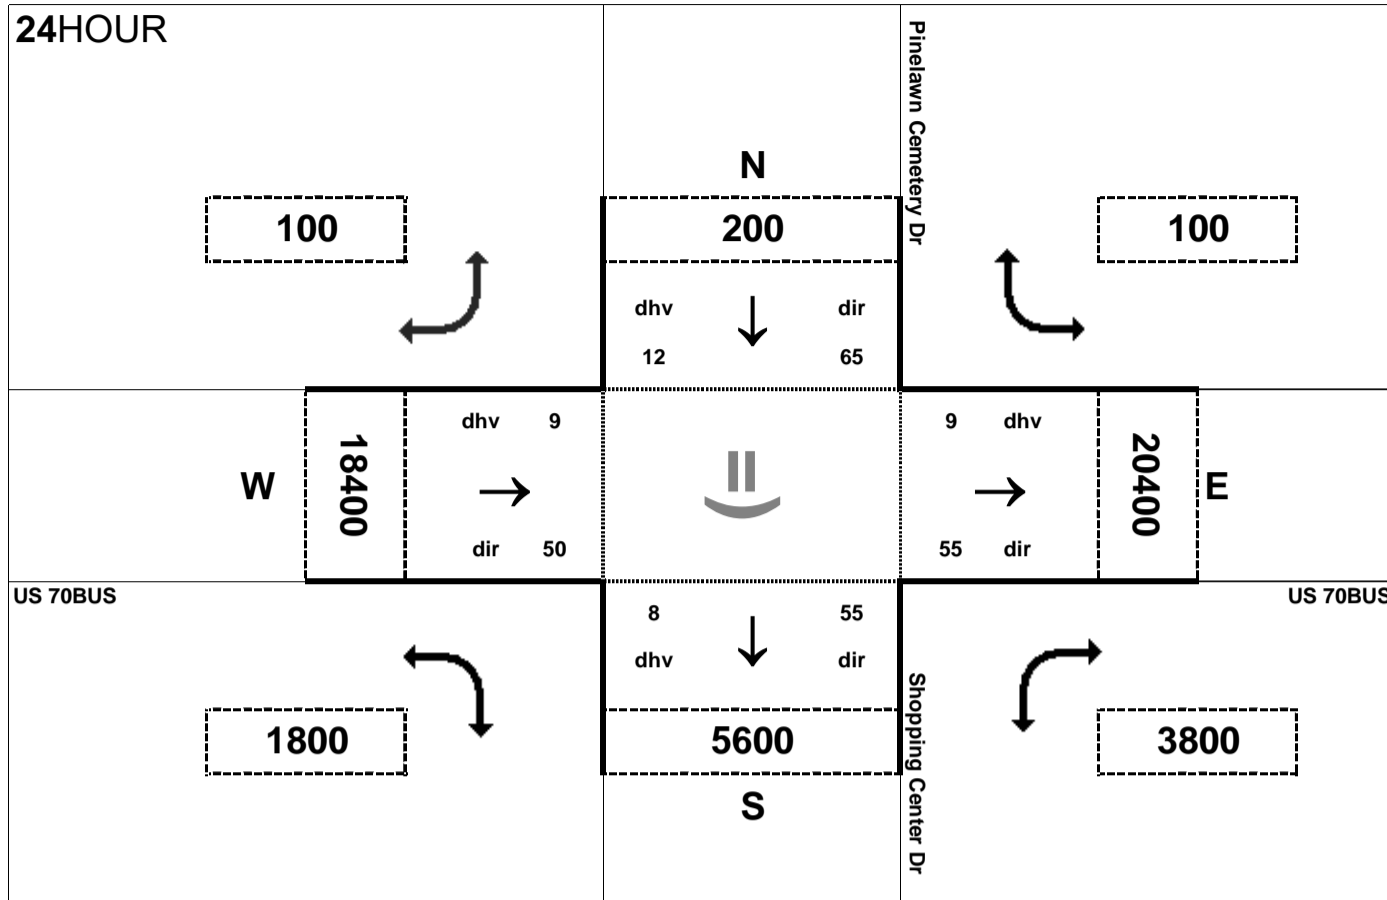 24HOUR
Pinelawn Cemetery Dr
N
100
200
100
dhv dir
12 65
dhv 9
9 dhv
W
18400
20400
E
dir 50
55 dir
US 70BUS
US 70BUS
8 55
dhv dir
Shopping Center Dr
1800
5600
3800
S